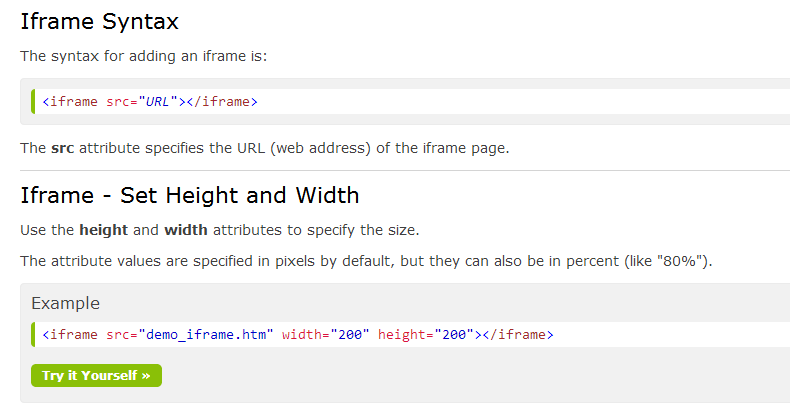 Iframe Syntax
The syntax for adding an iframe is:
<iframe src="URL"></iframe>
The src attribute specifies the URL (web address) of the iframe page.
Iframe - Set Height and Width
Use the height and width attributes to specify the size.
The attribute values are specified in pixels by default, but they can also be in percent (like "80%").
Example
<iframe src="demo_iframe.htm" width="200" height="200"></iframe>
Try it Yourself »